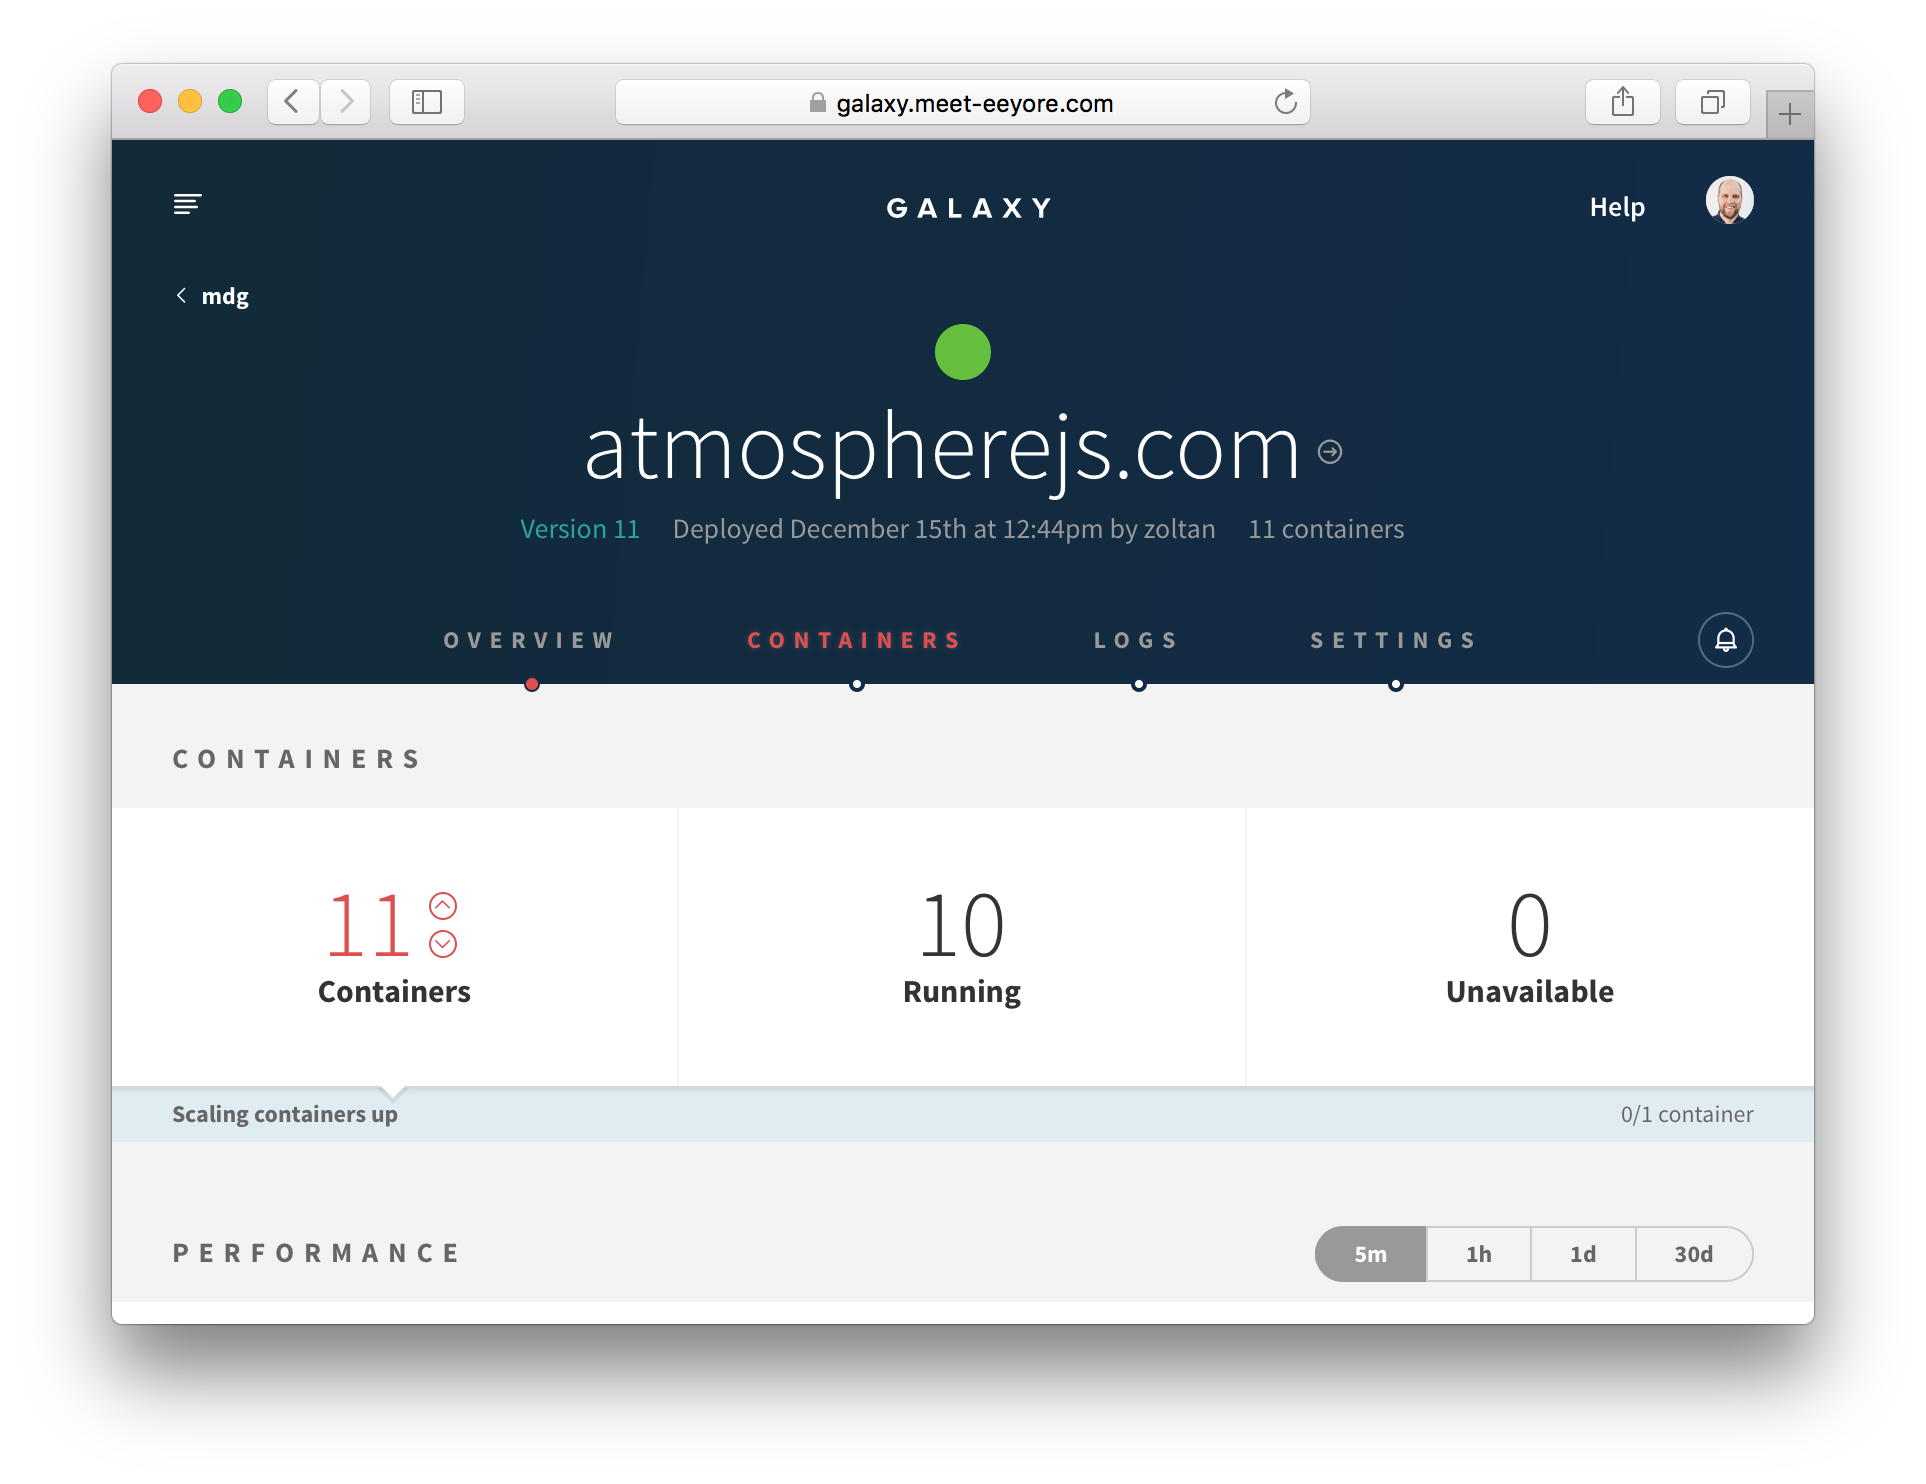 galaxy.meet-eeyore.com
GALAXY
Help
mdg
atmospherejs.com
Version 11 Deployed December 15th at 12:44pm by zoltan 11 containers
OVERVIEW CONTAINERS LOGS SETTINGS
CONTAINERS
11 10 0
Containers Running Unavailable
Scaling containers up 0/1 container
PERFORMANCE 5m 1h 1d 30d